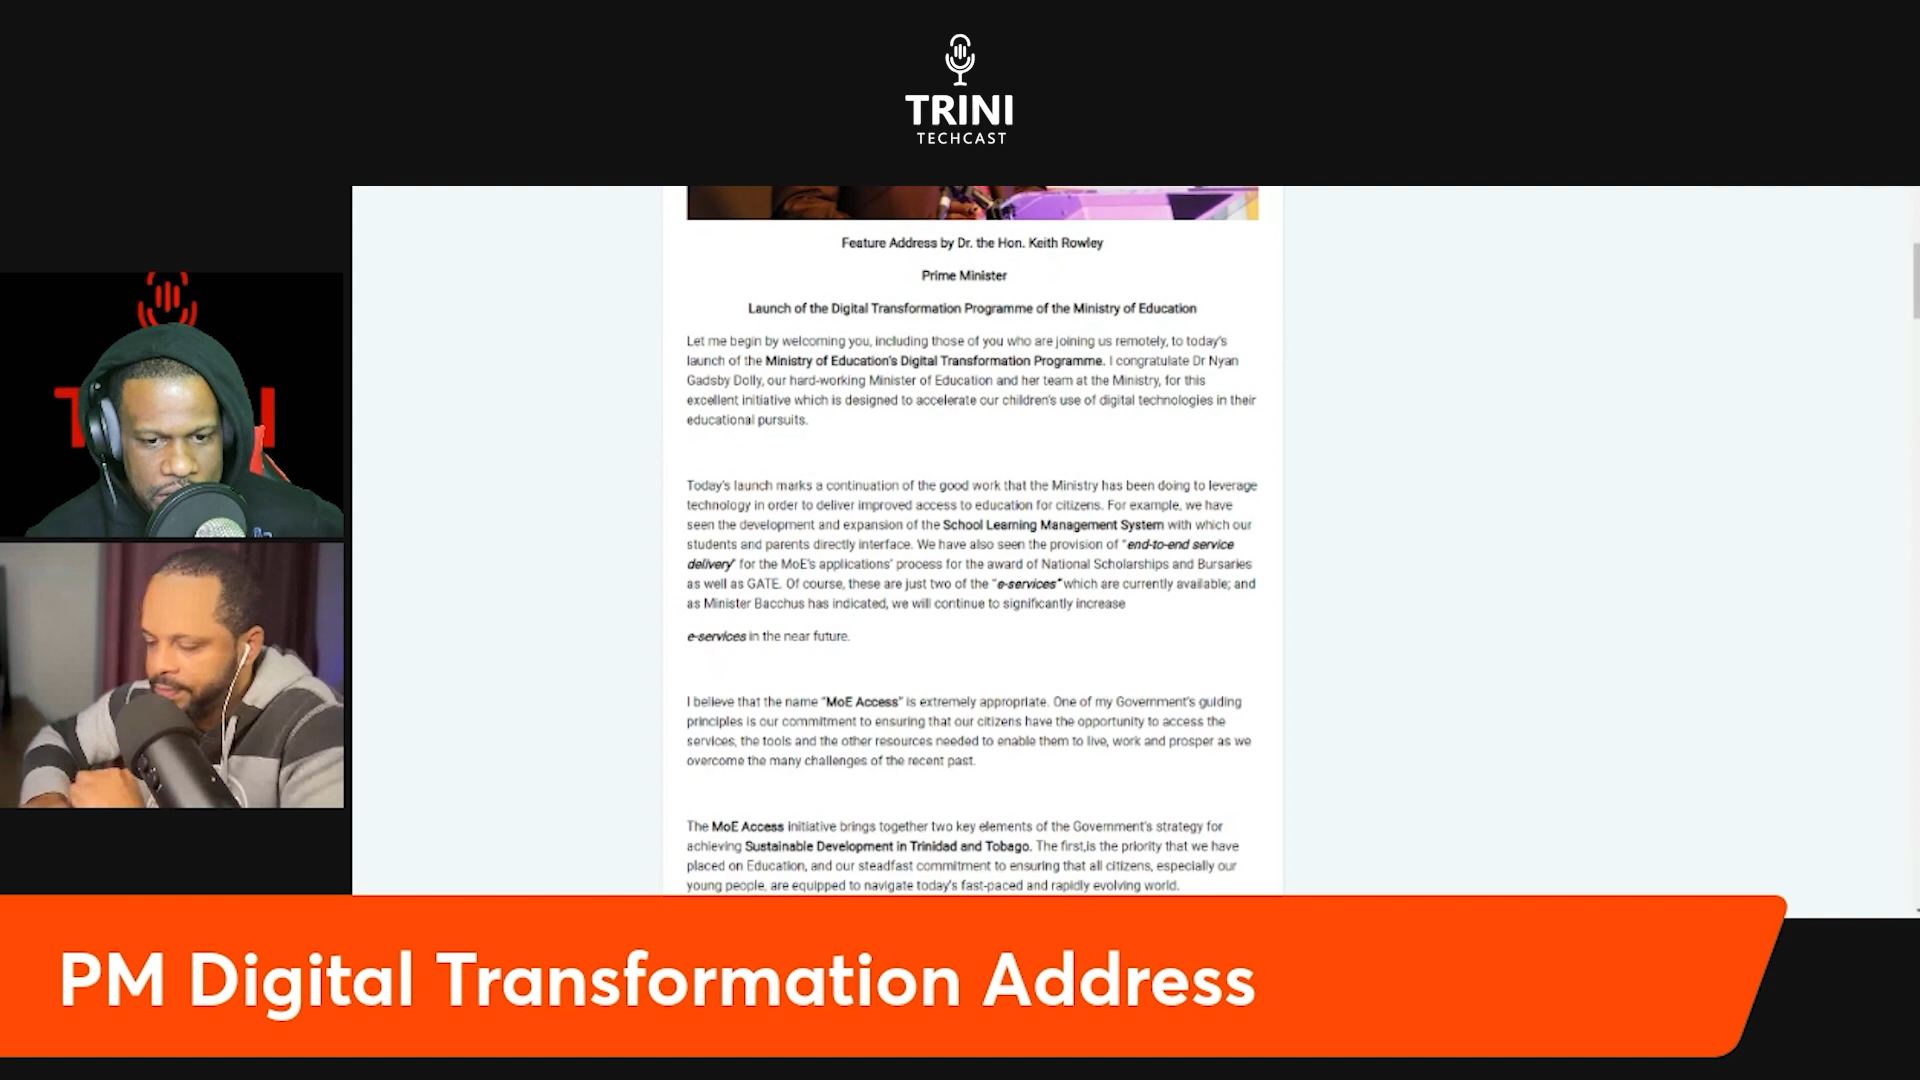 TRINI
TECHCAST
Feature Address by Dr. the Hon. Keith Rowley
Prime Minister
Launch of the Digital Transformation Programme of the Ministry of Education
Let me begin by welcoming you, including those of you who are joining us remotely, to today's
launch of the Ministry of Education's Digital Transformation Programme. I congratulate Dr Nyan
Gadsby Dolly, our hard-working Minister of Education and her team at the Ministry, for this
excellent initiative which is designed to accelerate our children's use of digital technologies in their
educational pursuits.
Today's launch marks a continuation of the good work that the Ministry has been doing to leverage
technology in order to deliver improved access to education for citizens. For example, we have
seen the development and expansion of the School Learning Management System with which our
students and parents directly interface. We have also seen the provision of "end-to-end service
delivery" for the MoE's applications' process for the award of National Scholarships and Bursaries
as well as GATE. Of course, these are just two of the "e-services" which are currently available; and
as Minister Bacchus has indicated, we will continue to significantly increase
e-services in the near future.
I believe that the name "MoE Access" is extremely appropriate. One of my Government's guiding
principles is our commitment to ensuring that our citizens have the opportunity to access the
services, the tools and the other resources needed to enable them to live, work and prosper as we
overcome the many challenges of the recent past.
The MoE Access initiative brings together two key elements of the Government's strategy for
achieving Sustainable Development in Trinidad and Tobago. The first,is the priority that we have
placed on Education, and our steadfast commitment to ensuring that all citizens, especially our
young people, are equipped to navigate today's fast-paced and rapidly evolving world.
PM Digital Transformation Address